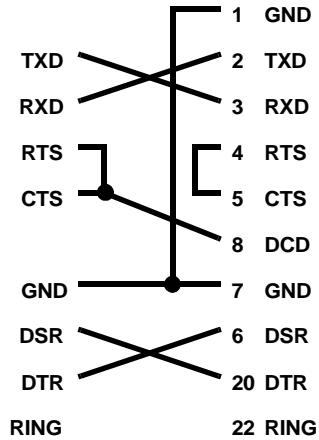 1 GND
TXD 2 TXD
RXD 3 RXD
RTS 4 RTS
CTS 5 CTS
8 DCD
GND 7 GND
DSR 6 DSR
DTR 20 DTR
RING 22 RING